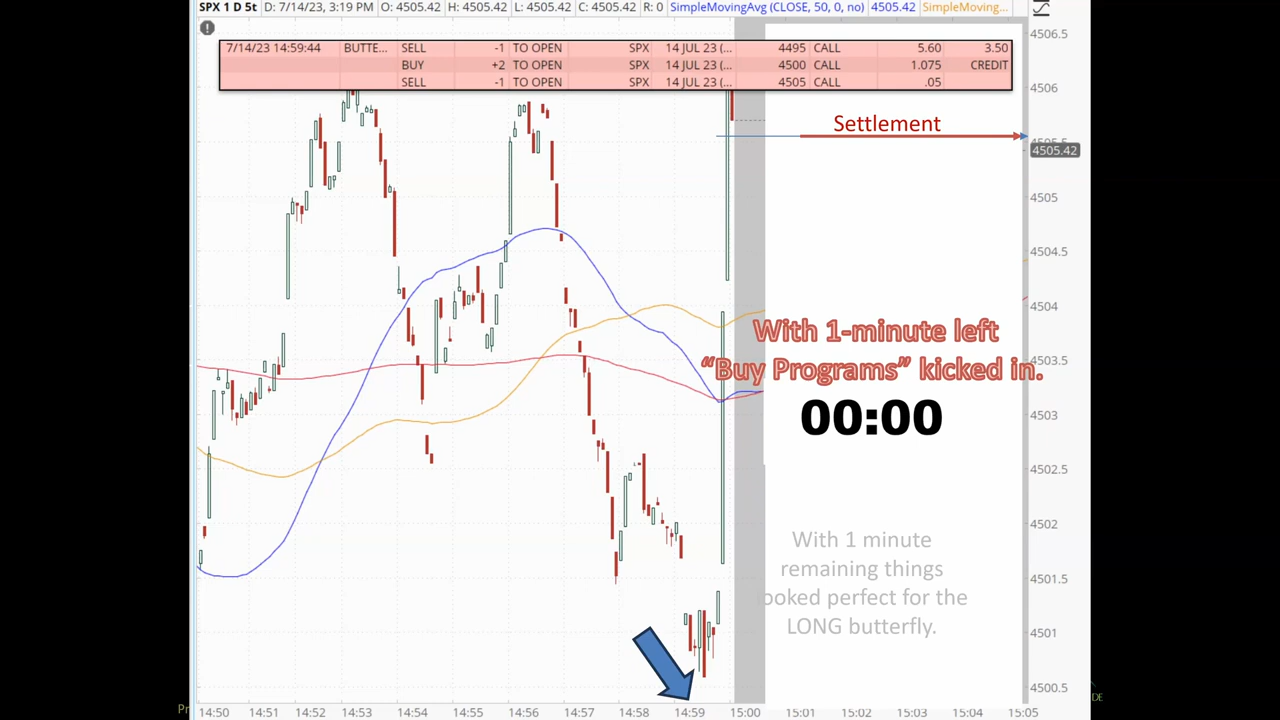 SPX 1 D 5t D: 7/14/23, 3:19 PM O: 4505.42 H: 4505.42 L: 4505.42 C: 4505.42 R: 0 SimpleMovingAvg (CLOSE, 50, 0, no) 4505.42 SimpleMoving...
4506.5
7/14/23 14:59:44 BUTTE... SELL -1 TO OPEN SPX 14 JUL 23 (... 4495 CALL 5.60 3.50
BUY +2 TO OPEN SPX 14 JUL 23 (... 4500 CALL 1.075 CREDIT
SELL -1 TO OPEN SPX 14 JUL 23 (... 4505 CALL .05
4506
Settlement
4505.42
4505
4504.5
4504
With 1-minute left
4503.5
“Buy Programs” kicked in.
00:00
4503
4502.5
4502
With 1 minute
remaining things
4501.5
ooked perfect for the
LONG butterfly.
4501
4500.5
14:50 14:51 14:52 14:53 14:54 14:55 14:56 14:57 14:58 14:59 15:00 15:01 15:02 15:03 15:04 15:05